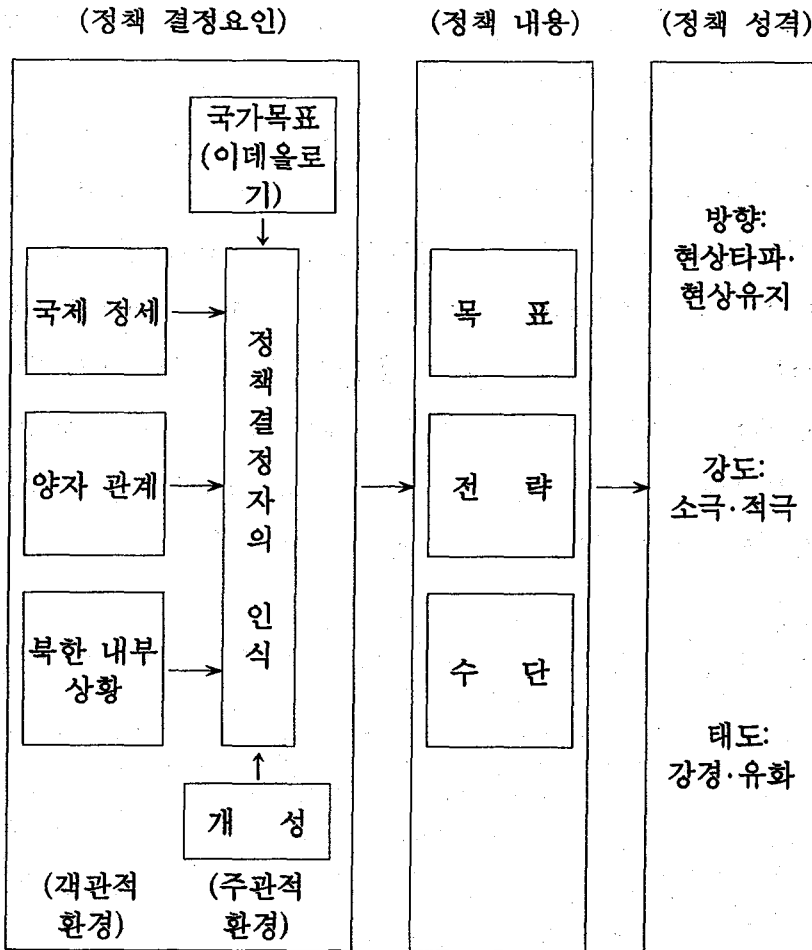 (정책 결정요인) (정책 내용) (정책 성격)
국가목표
(이데올로
기)
국제 정세
양자 관계
북한 내부
상황
정책결정자의 인식
개 성
(객관적
환경)
(주관적
환경)
목 표
전 략
수 단
방향:
현상타파·
현상유지
강도:
소극·적극
태도:
강경·유화